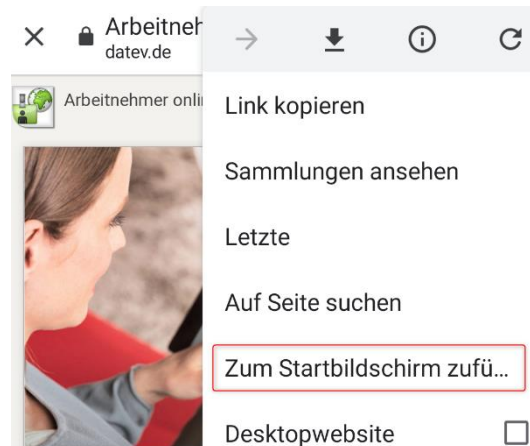 Arbeitneh
datev.de
Arbeitnehmer onli
Link kopieren
Sammlungen ansehen
Letzte
Auf Seite suchen
Zum Startbildschirm zufü...
Desktopwebsite